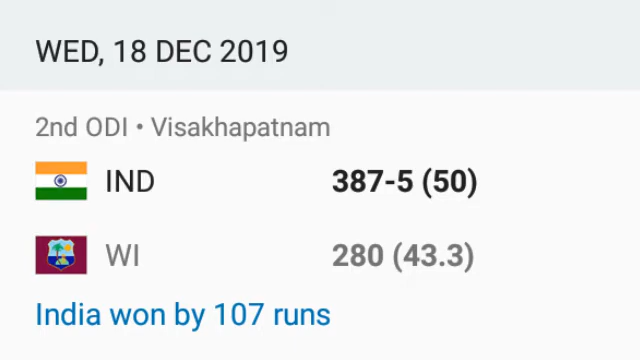 WED, 18 DEC 2019
2nd ODI • Visakhapatnam
IND 387-5 (50)
WI 280 (43.3)
India won by 107 runs